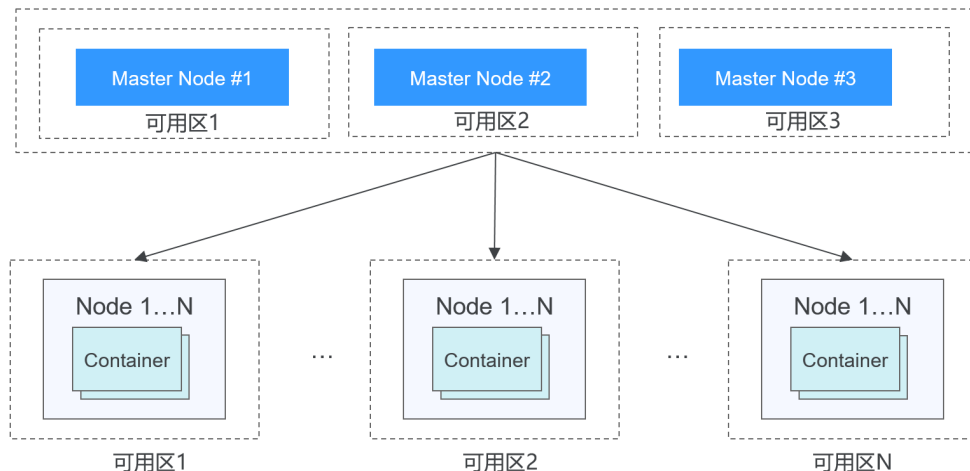 Master Node #1
Master Node #2
Master Node #3
可用区1
可用区2
可用区3
Node 1...N
Node 1...N
Node 1...N
Container
...
Container
...
Container
可用区1
可用区2
可用区N